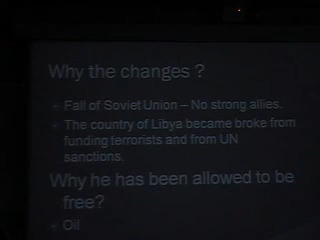 Why the changes ?
Fall of Soviet Union – No strong allies.
The country of Libya became broke from
funding terrorists and from UN
sanctions.
Why he has been allowed to be
free?
Oil